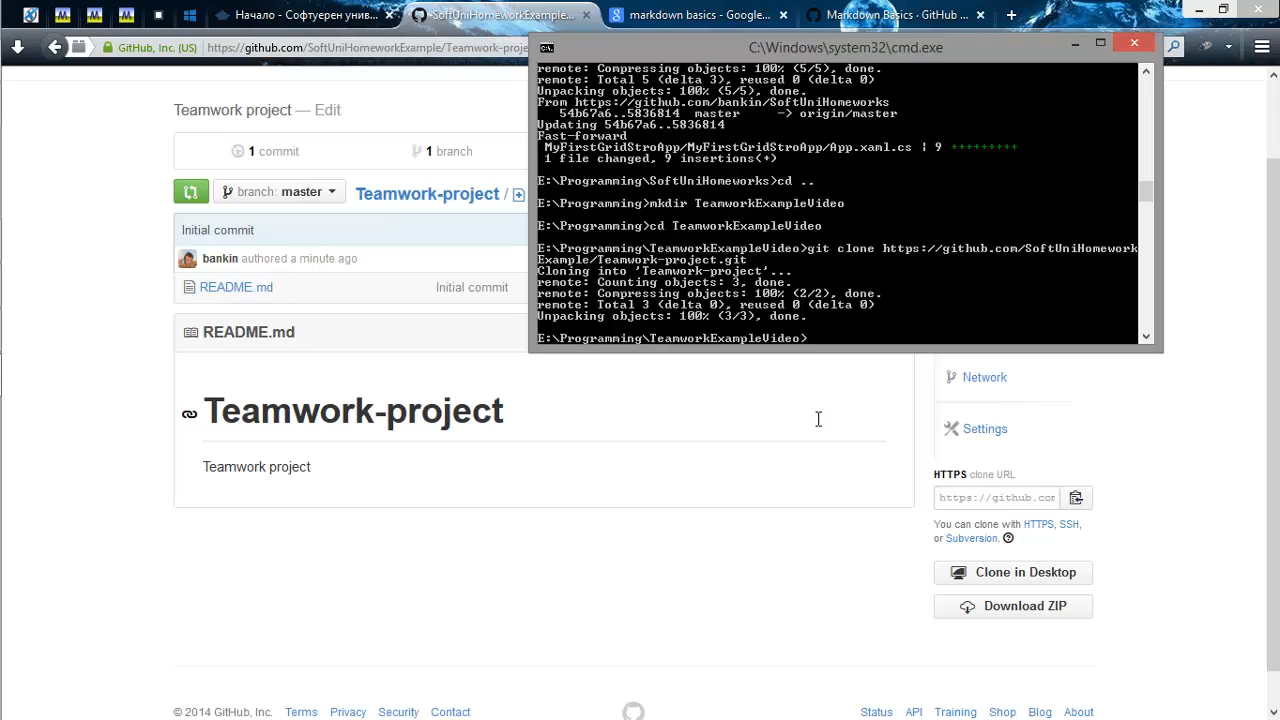 Начало - Софтуерен унив...
SoftUniHomeworkExample...
markdown basics - Google...
Markdown Basics · GitHub ...
GitHub, Inc. (US)
https://github.com/SoftUniHomeworkExample/Teamwork-proje
C:\Windows\system32\cmd.exe
remote: Compressing objects: 100% (5/5), done.
remote: Total 5 (delta 3), reused 0 (delta 0)
Unpacking objects: 100% (5/5), done.
From https://github.com/bankin/SoftUniHomeworks
54b67a6..5836814 master -> origin/master
Updating 54b67a6..5836814
Fast-forward
MyFirstGridStroApp/MyFirstGridStroApp/App.xaml.cs | 9 +++++++++
1 file changed, 9 insertions(+)
E:\Programming\SoftUniHomeworks>cd ..
E:\Programming>mkdir TeamworkExampleVideo
E:\Programming>cd TeamworkExampleVideo
E:\Programming\TeamworkExampleVideo>git clone https://github.com/SoftUniHomework
Example/Teamwork-project.git
Cloning into 'Teamwork-project'...
remote: Counting objects: 3, done.
remote: Compressing objects: 100% (2/2), done.
remote: Total 3 (delta 0), reused 0 (delta 0)
Unpacking objects: 100% (3/3), done.
E:\Programming\TeamworkExampleVideo>
Teamwork project — Edit
1 commit
1 branch
branch: master
Teamwork-project /
Initial commit
bankin authored a minute ago
README.md Initial commit
README.md
Teamwork-project
Teamwork project
Network
Settings
HTTPS clone URL
https://github.com
You can clone with HTTPS, SSH,
or Subversion.
Clone in Desktop
Download ZIP
© 2014 GitHub, Inc. Terms Privacy Security Contact
Status API Training Shop Blog About